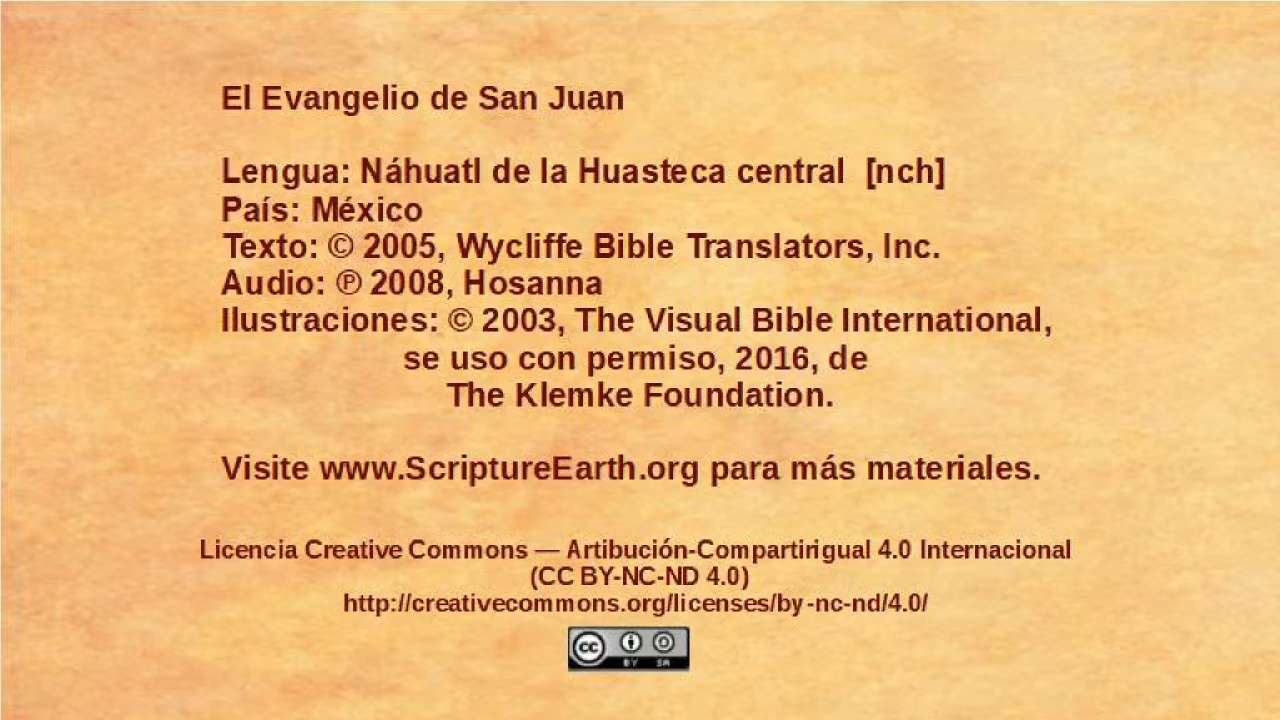 El Evangelio de San Juan
Lengua: Náhuatl de la Huasteca central [nch]
País: México
Texto: © 2005, Wycliffe Bible Translators, Inc.
Audio: ℗ 2008, Hosanna
Ilustraciones: © 2003, The Visual Bible International,
se uso con permiso, 2016, de
The Klemke Foundation.
Visite www.ScriptureEarth.org para más materiales.
Licencia Creative Commons — Artibución-Compartirigual 4.0 Internacional
(CC BY-NC-ND 4.0)
http://creativecommons.org/licenses/by-nc-nd/4.0/
cc BY SA